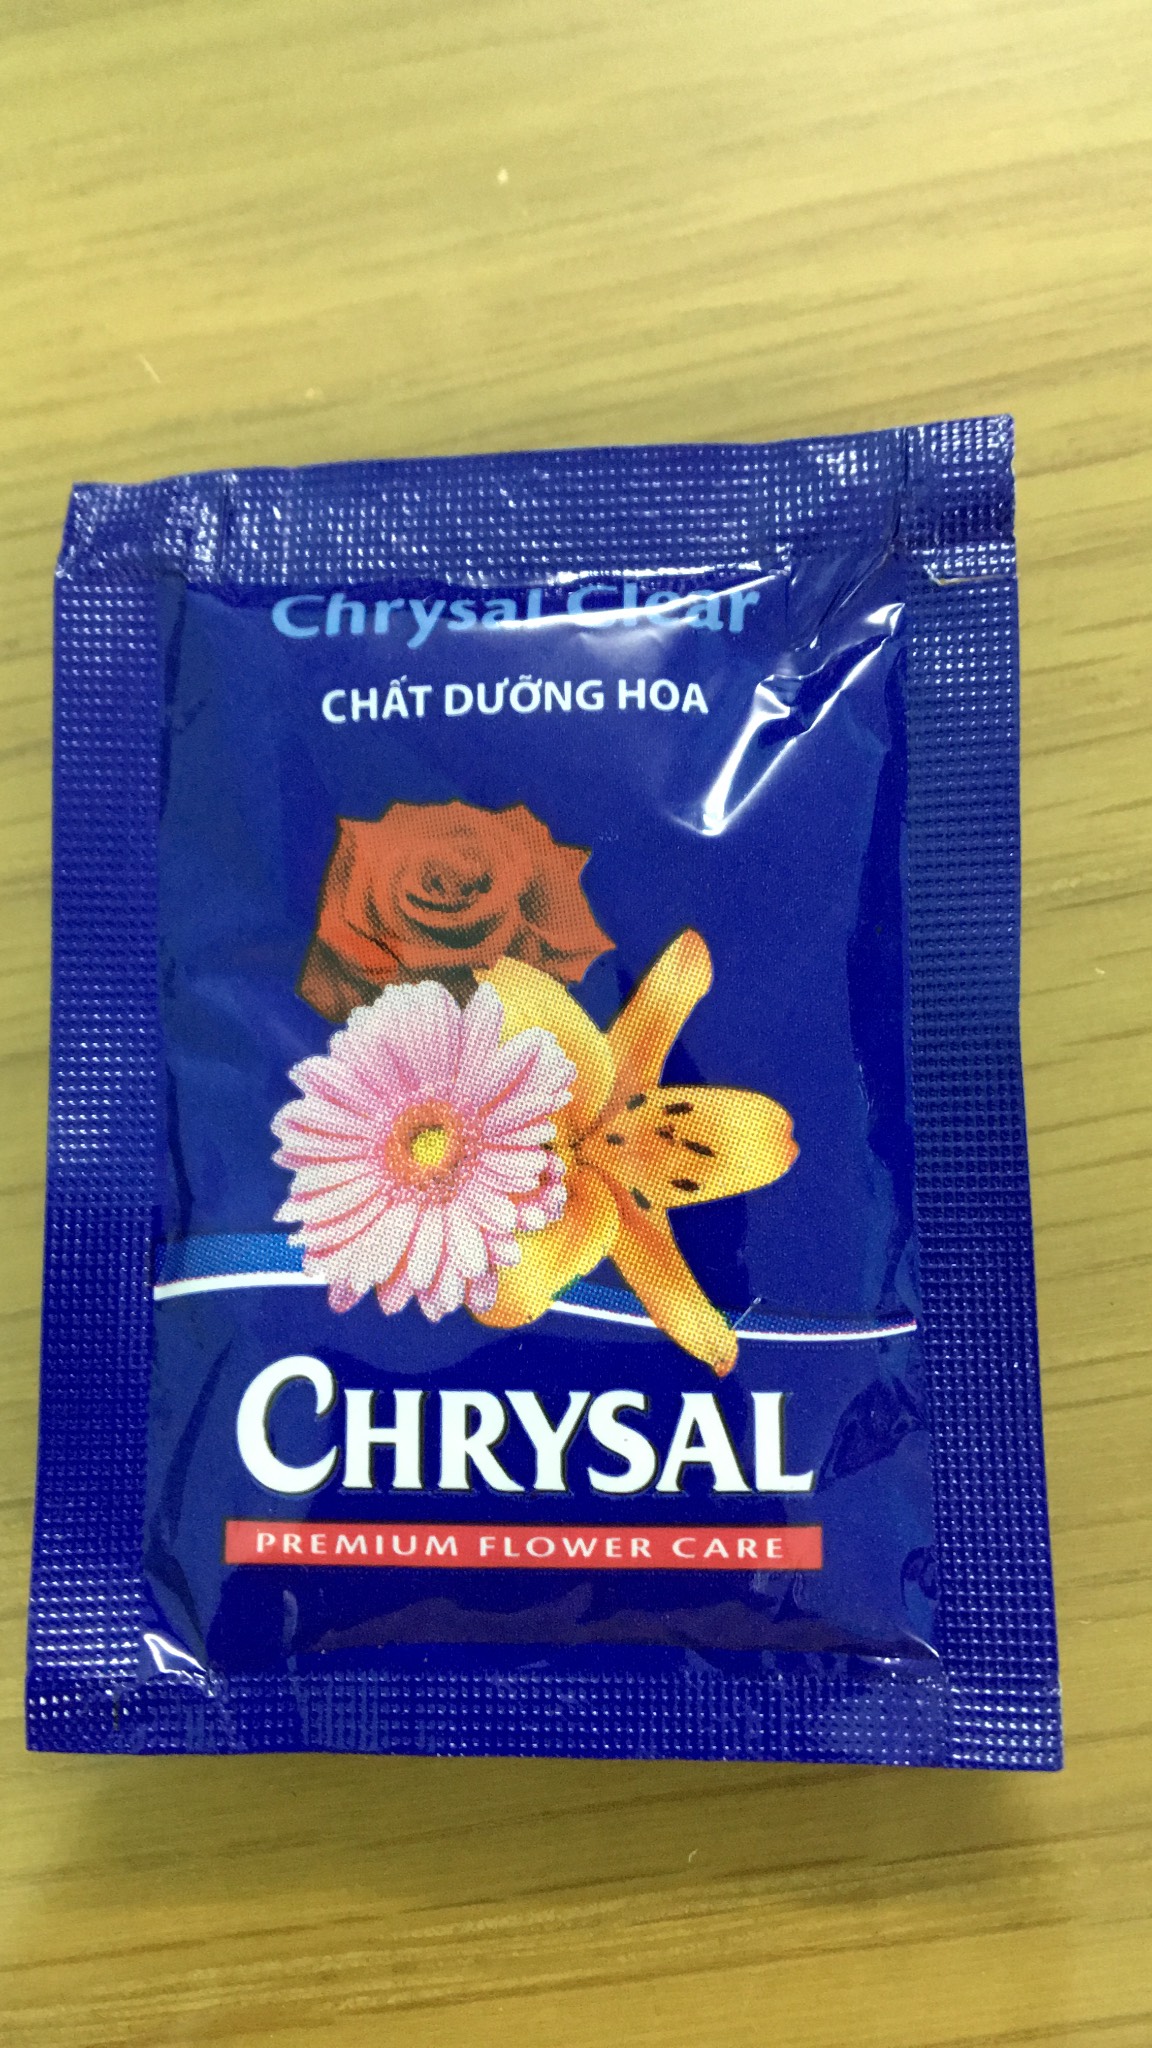 Chrysal Clear
CHẤT DƯỠNG HOA
CHRYSAL
PREMIUM FLOWER CARE